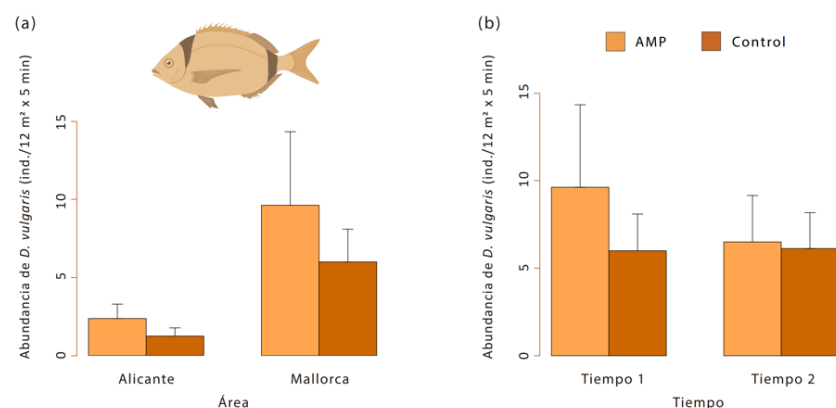 (a)
Abundancia de D. vulgaris (ind./12 m² x 5 min)
15
10
5
0
Alicante Mallorca
Área
(b)
AMP Control
Abundancia de D. vulgaris (ind./12 m² x 5 min)
15
10
5
0
Tiempo 1 Tiempo 2
Tiempo